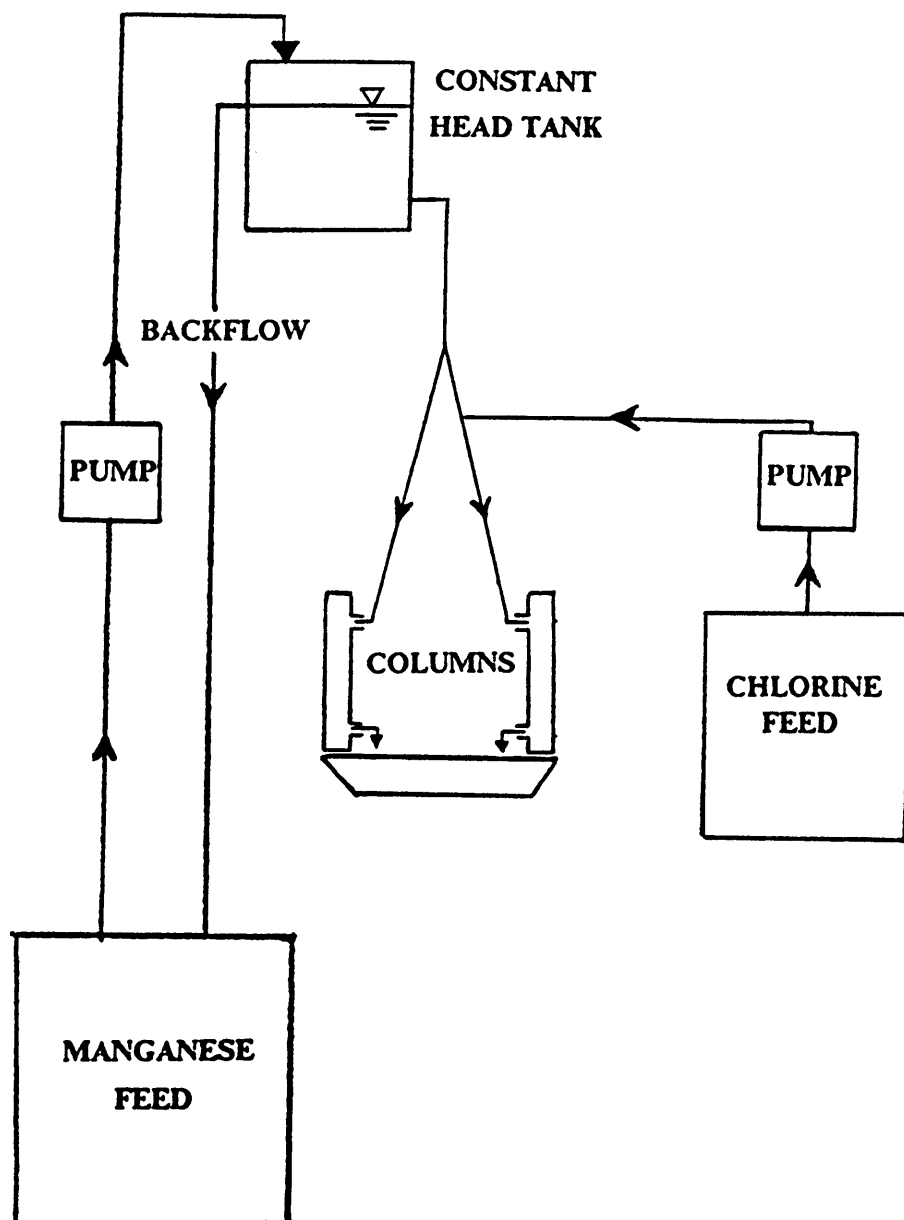 CONSTANT
HEAD TANK
BACKFLOW
PUMP
PUMP
COLUMNS
CHLORINE
FEED
MANGANESE
FEED